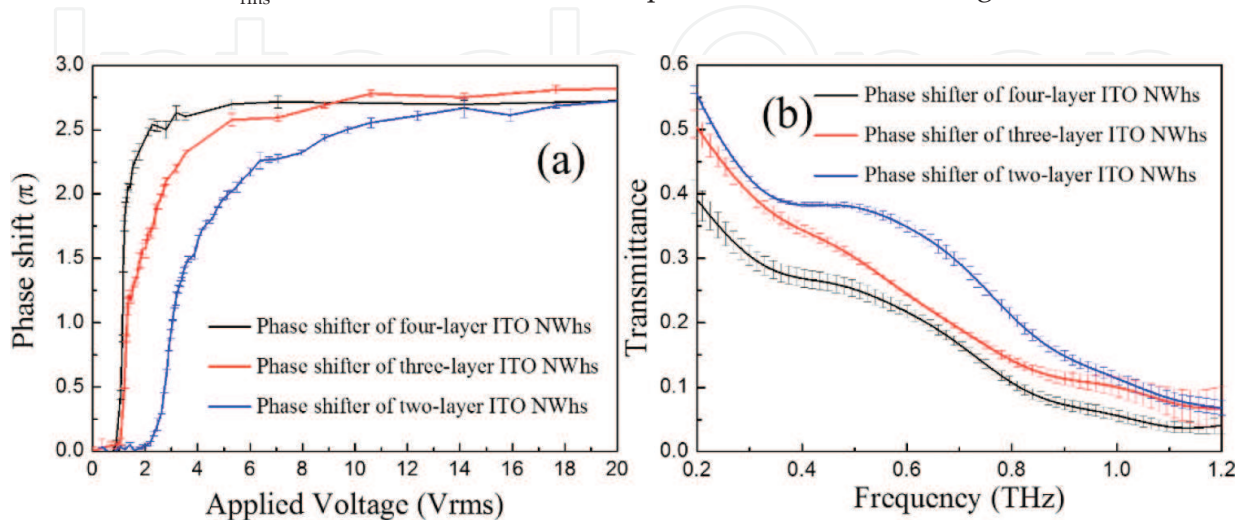 rms
3.0
2.5
2.0
1.5
1.0
0.5
0.0
0 2 4 6 8 10 12 14 16 18 20
Phase shift (π)
Applied Voltage (Vrms)
(a)
Phase shifter of four-layer ITO NWhs
Phase shifter of three-layer ITO NWhs
Phase shifter of two-layer ITO NWhs
0.6
0.5
0.4
0.3
0.2
0.1
0.0
0.2 0.4 0.6 0.8 1.0 1.2
Transmittance
Frequency (THz)
(b)
Phase shifter of four-layer ITO NWhs
Phase shifter of three-layer ITO NWhs
Phase shifter of two-layer ITO NWhs